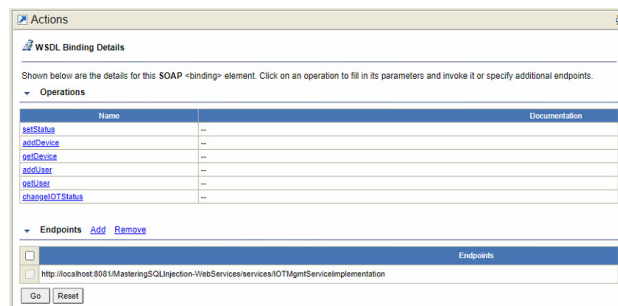 Actions
WSDL Binding Details
Shown below are the details for this SOAP <binding> element. Click on an operation to fill in its parameters and invoke it or specify additional endpoints.
Operations
Name Documentation
setStatus --
addDevice --
getDevice --
addUser --
getUser --
changeIOTStatus --
Endpoints Add Remove
Endpoints
http://localhost:8081/MasteringSQLInjection-WebServices/services/IOTMgmtServiceImplementation
Go Reset